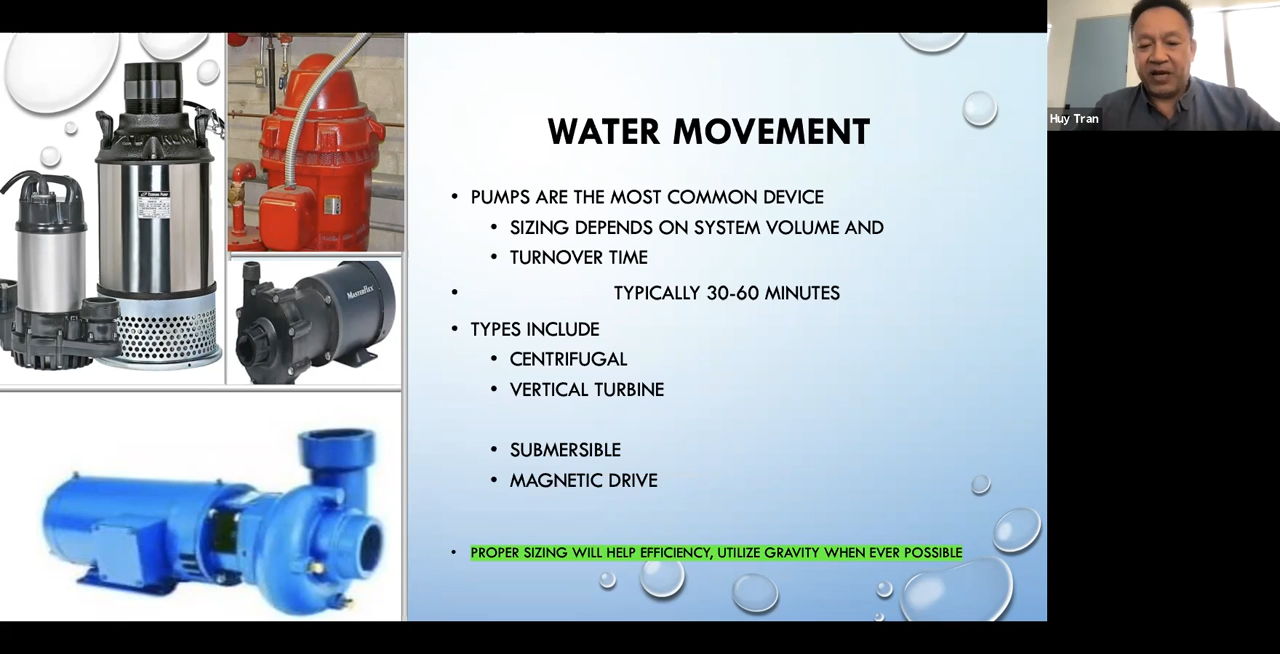 WATER MOVEMENT
• PUMPS ARE THE MOST COMMON DEVICE
• SIZING DEPENDS ON SYSTEM VOLUME AND
• TURNOVER TIME
• TYPICALLY 30-60 MINUTES
• TYPES INCLUDE
• CENTRIFUGAL
• VERTICAL TURBINE
• SUBMERSIBLE
• MAGNETIC DRIVE
• PROPER SIZING WILL HELP EFFICIENCY, UTILIZE GRAVITY WHEN EVER POSSIBLE
Huy Tran
MASTERFLEX